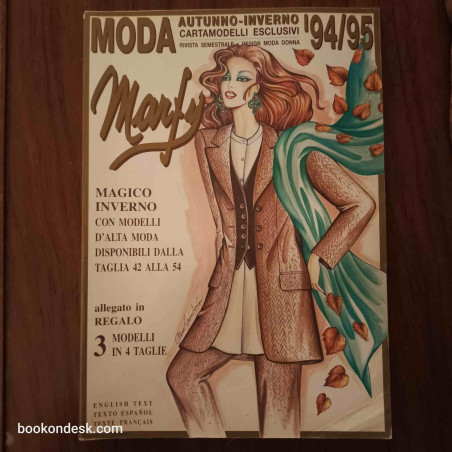 MODA
AUTUNNO-INVERNO
CARTAMODELLI ESCLUSIVI
RIVISTA SEMESTRALE DESIGN MODA DONNA
'94/95
Marfy
MAGICO
INVERNO
CON MODELLI
D'ALTA MODA
DISPONIBILI DALLA
TAGLIA 42 ALLA 54
allegato in
REGALO
3 MODELLI
IN 4 TAGLIE
ENGLISH TEXT
TEXTO ESPAÑOL
TEXTE FRANÇAIS
bookondesk.com